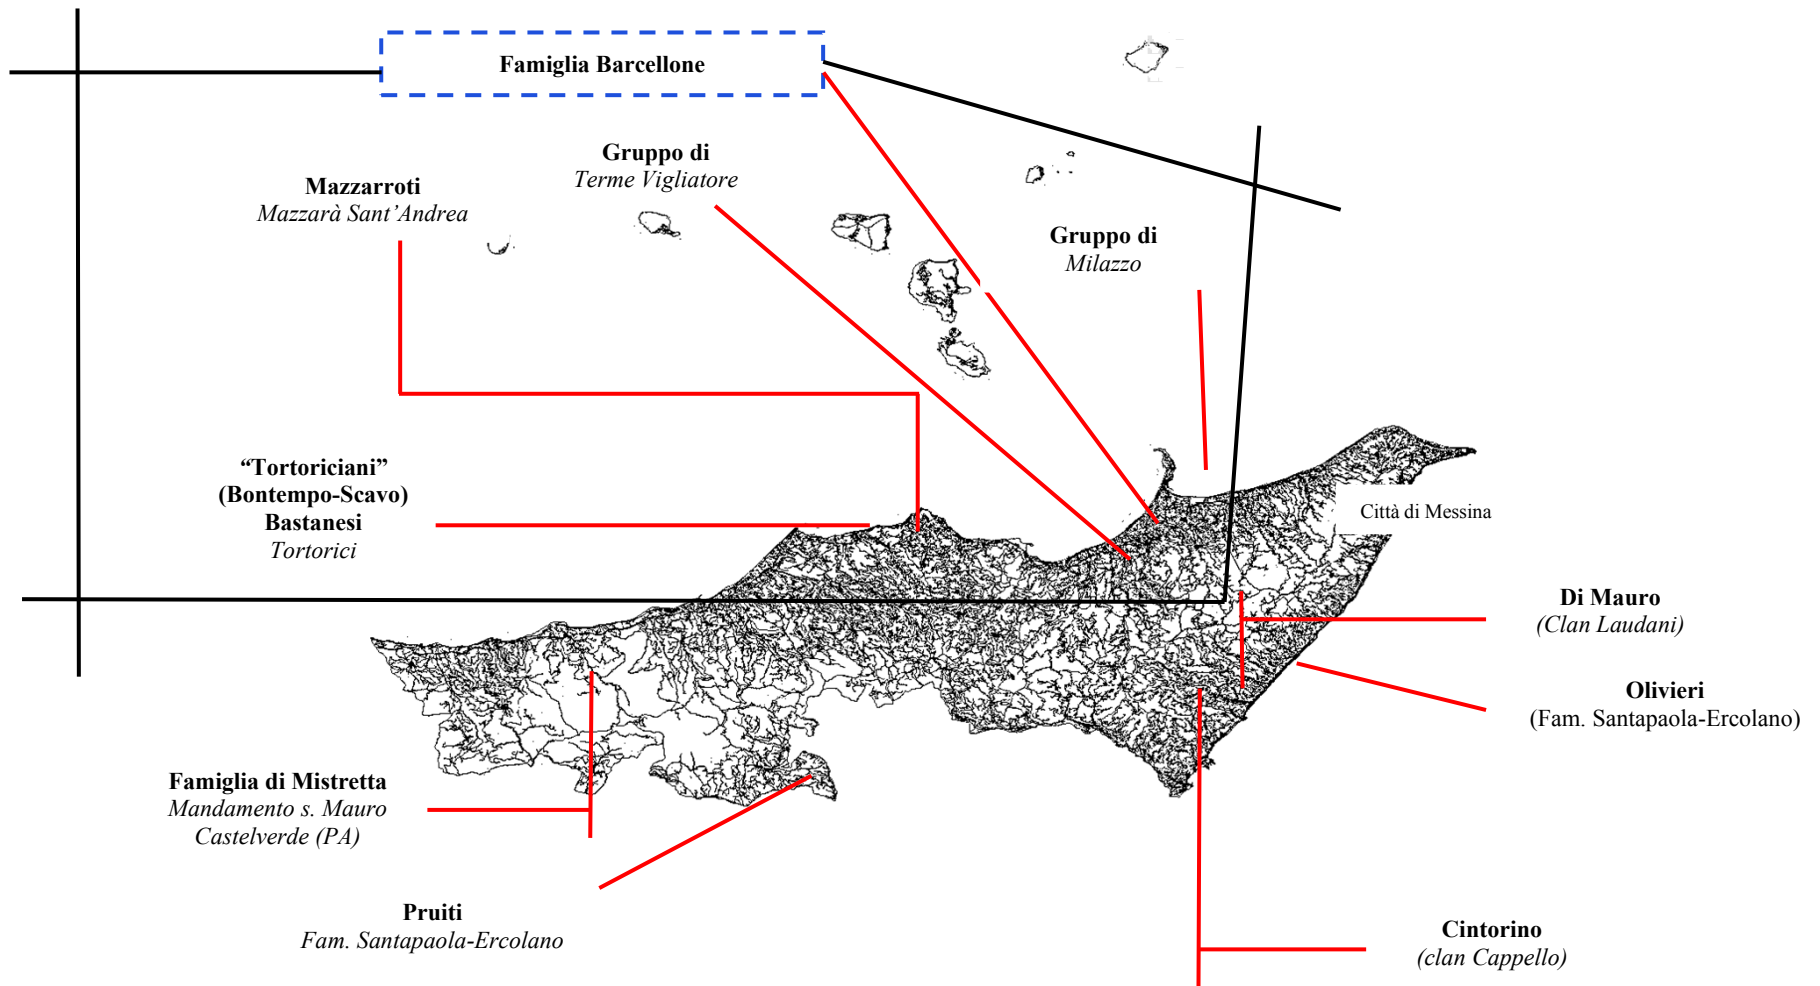 Famiglia Barcellone
Gruppo di
Terme Vigliatore
Mazzarroti
Mazzarà Sant’Andrea
Gruppo di
Milazzo
“Tortoriciani”
(Bontempo-Scavo)
Bastanesi
Tortorici
Città di Messina
Di Mauro
(Clan Laudani)
Olivieri
(Fam. Santapaola-Ercolano)
Famiglia di Mistretta
Mandamento s. Mauro
Castelverde (PA)
Pruiti
Fam. Santapaola-Ercolano
Cintorino
(clan Cappello)